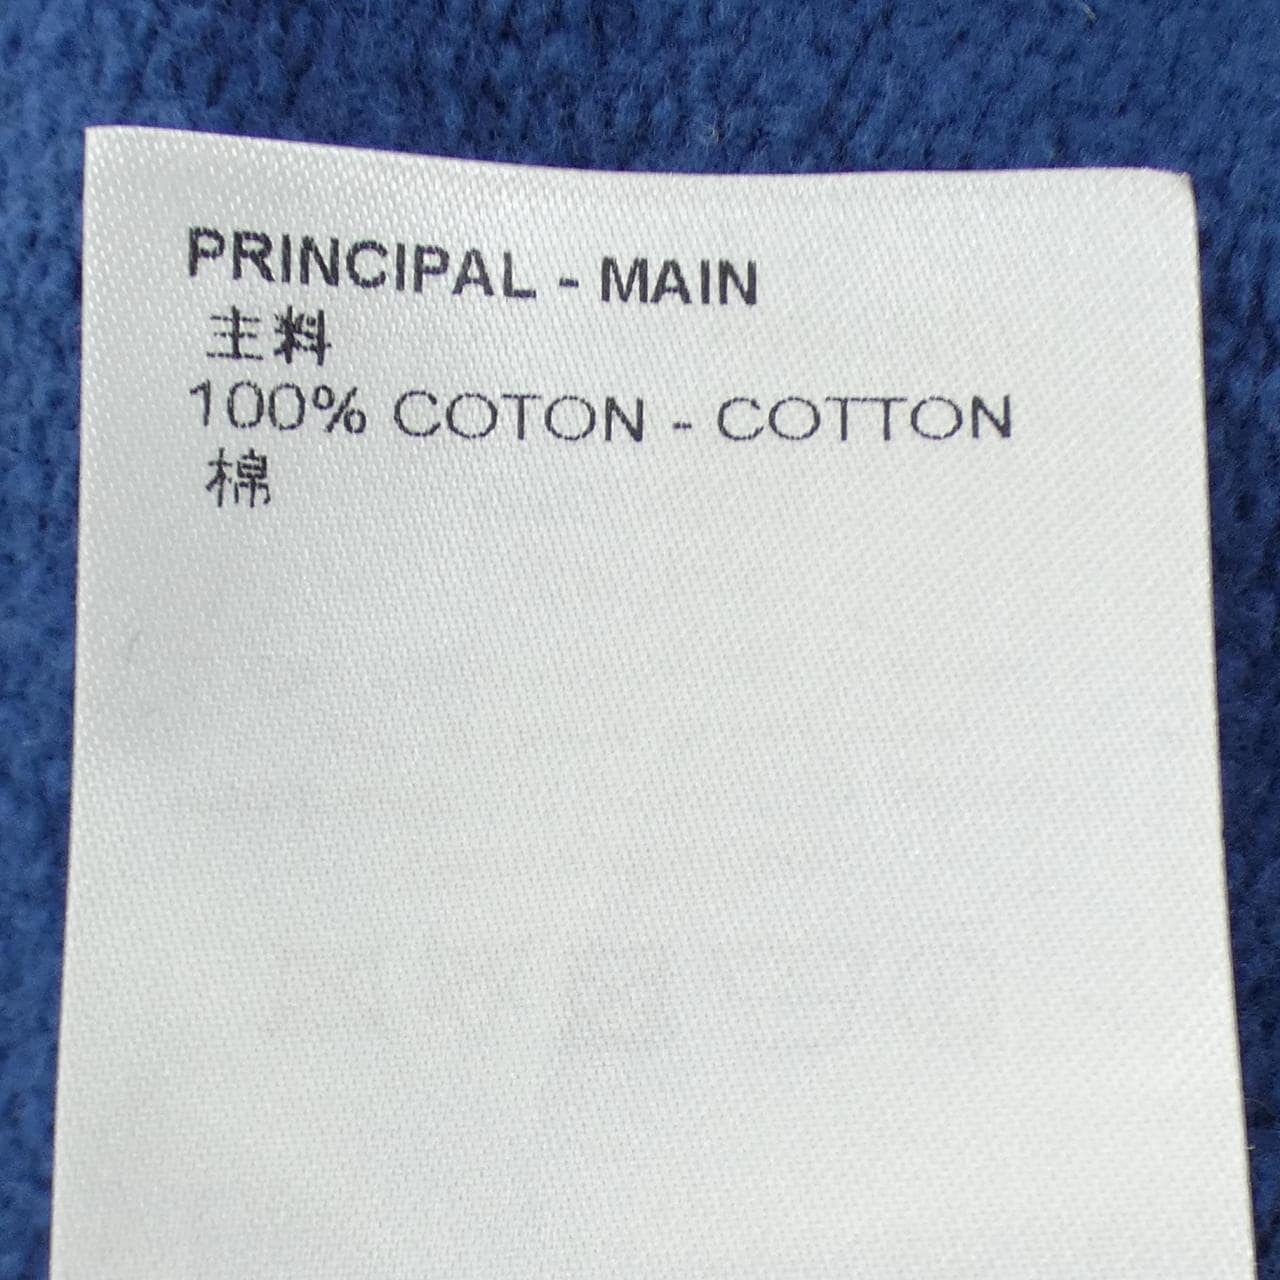 PRINCIPAL - MAIN
主料
100% COTON - COTTON
棉